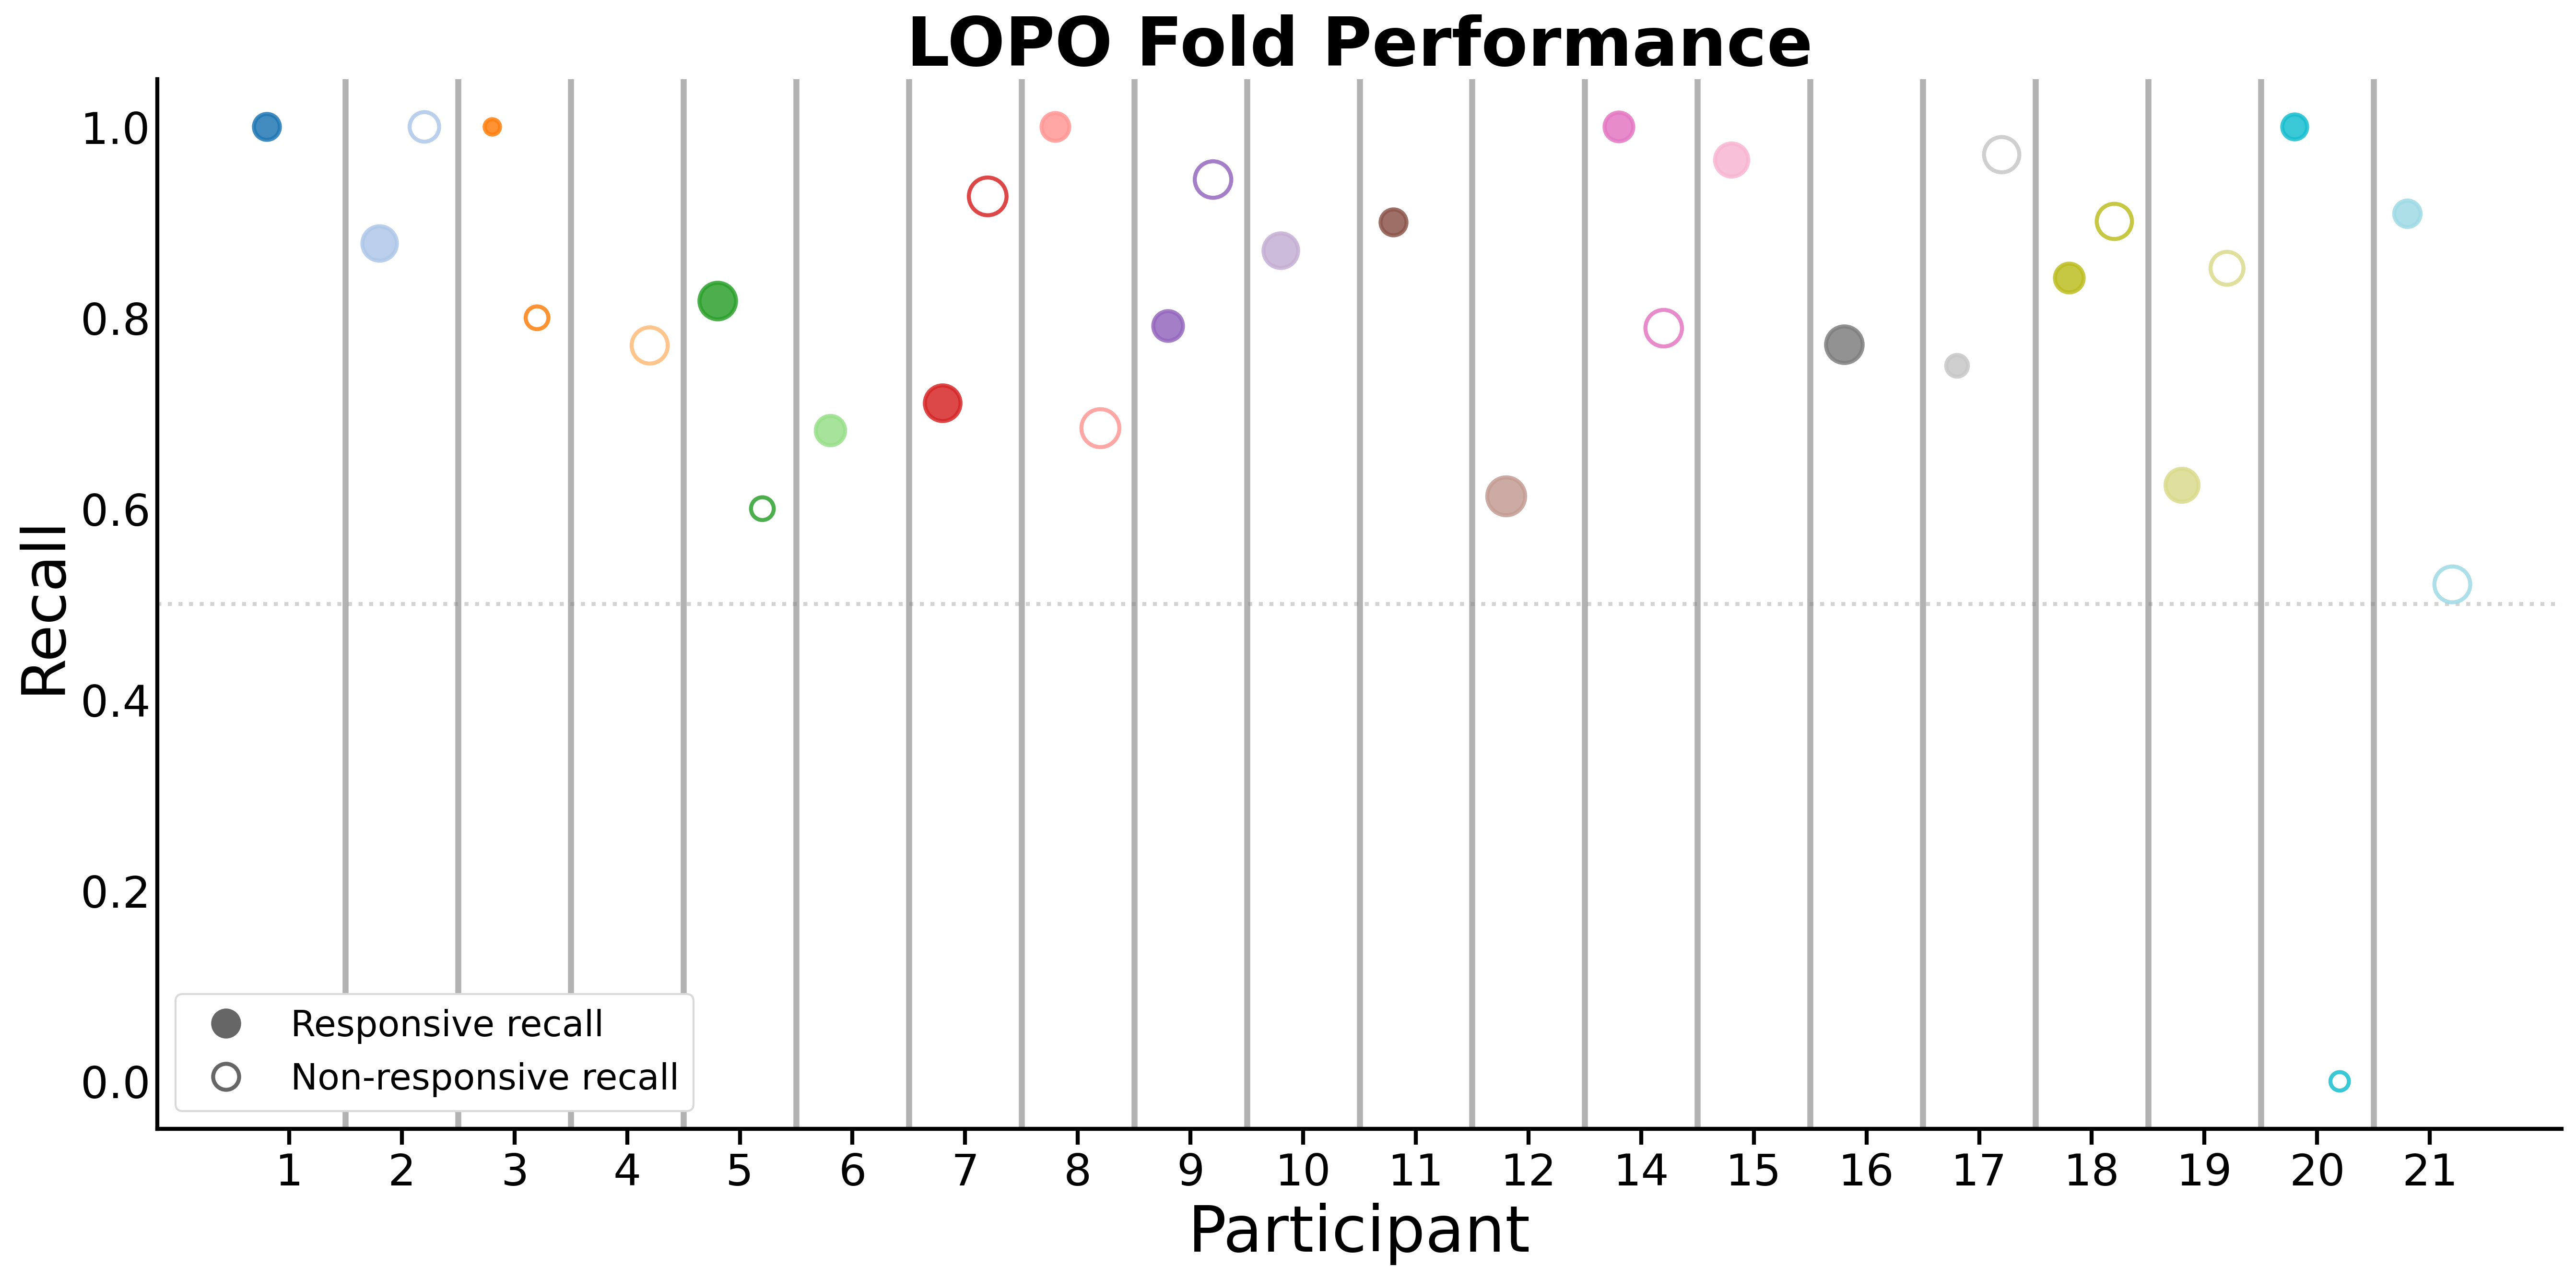 LOPO Fold Performance
Recall
1.0
0.8
0.6
0.4
0.2
0.0
Responsive recall
Non-responsive recall
1 2 3 4 5 6 7 8 9 10 11 12 14 15 16 17 18 19 20 21
Participant